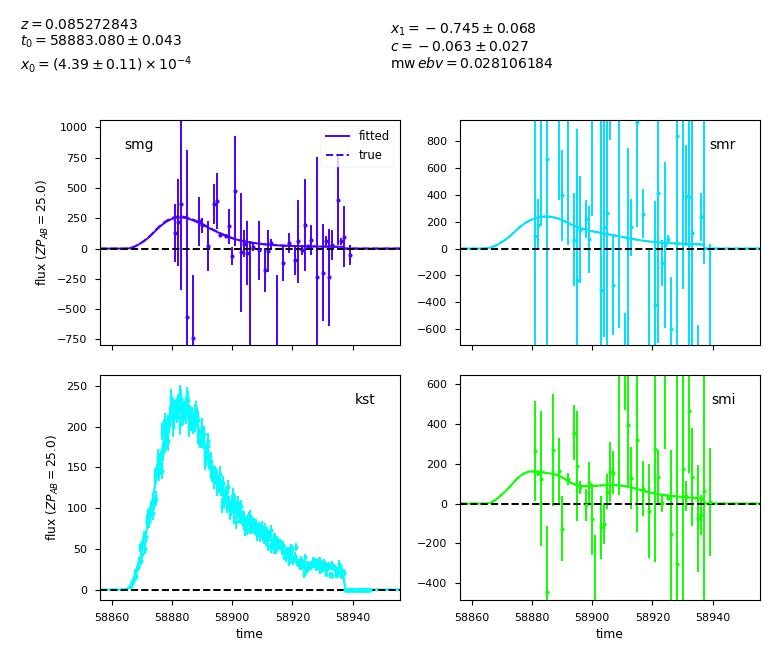 z = 0.085272843
t₀ = 58883.080 ± 0.043
x₀ = (4.39 ± 0.11) × 10⁻⁴
x₁ = −0.745 ± 0.068
c = −0.063 ± 0.027
mw ebv = 0.028106184
smg
fitted
true
1000
750
500
250
0
−250
−500
−750
flux (ZP_AB = 25.0)
smr
800
600
400
200
0
−200
−400
−600
kst
250
200
150
100
50
0
flux (ZP_AB = 25.0)
58860 58880 58900 58920 58940
time
smi
600
400
200
0
−200
−400
58860 58880 58900 58920 58940
time